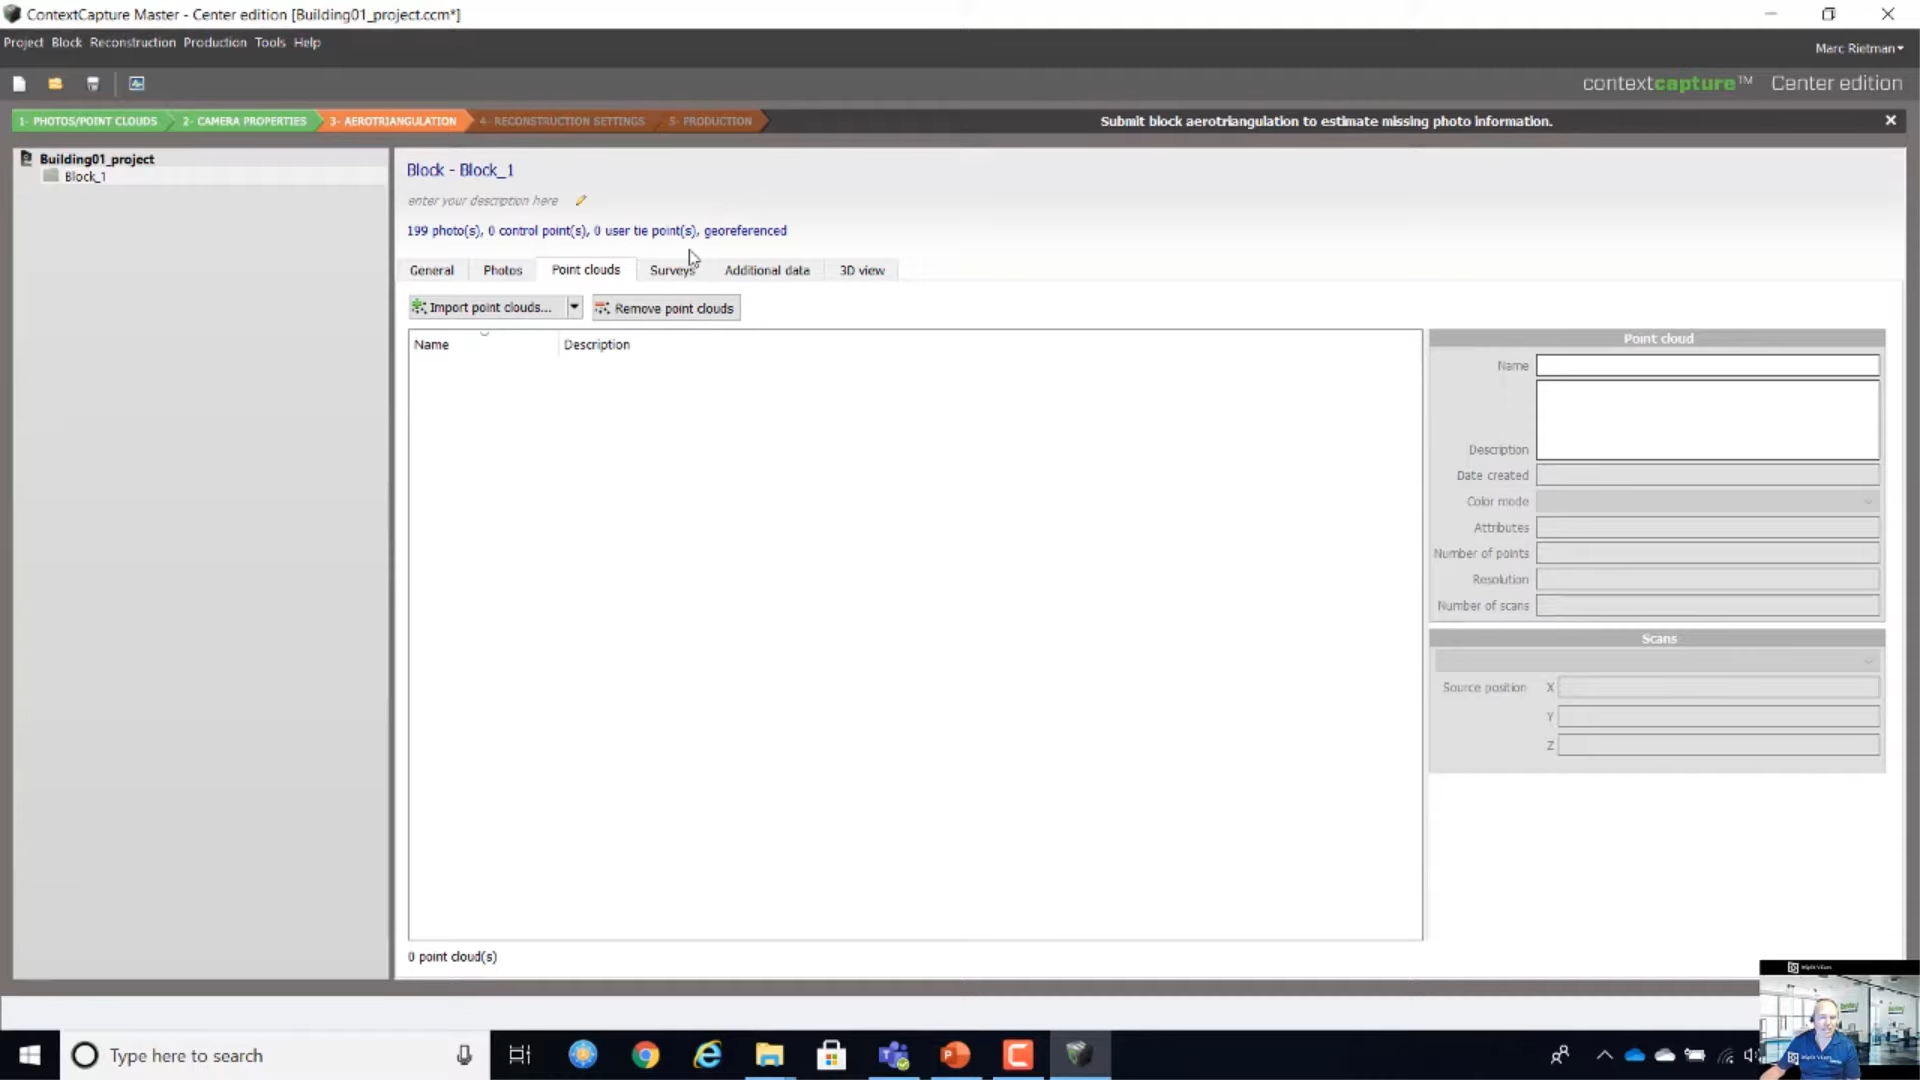 ContextCapture Master - Center edition [Building01_project.ccm*]
Project Block Reconstruction Production Tools Help
Marc Rietman
contextcapture™ Center edition
1- PHOTOS/POINT CLOUDS 2- CAMERA PROPERTIES 3- AEROTRIANGULATION 4- RECONSTRUCTION SETTINGS 5- PRODUCTION Submit block aerotriangulation to estimate missing photo information.
Building01_project
Block_1
Block - Block_1
enter your description here
199 photo(s), 0 control point(s), 0 user tie point(s), georeferenced
General Photos Point clouds Surveys Additional data 3D view
Import point clouds... Remove point clouds
Name Description
Point cloud
Name
Description
Date created
Color mode
Attributes
Number of points
Resolution
Number of scans
Scans
Source position X
Y
Z
0 point cloud(s)
Type here to search